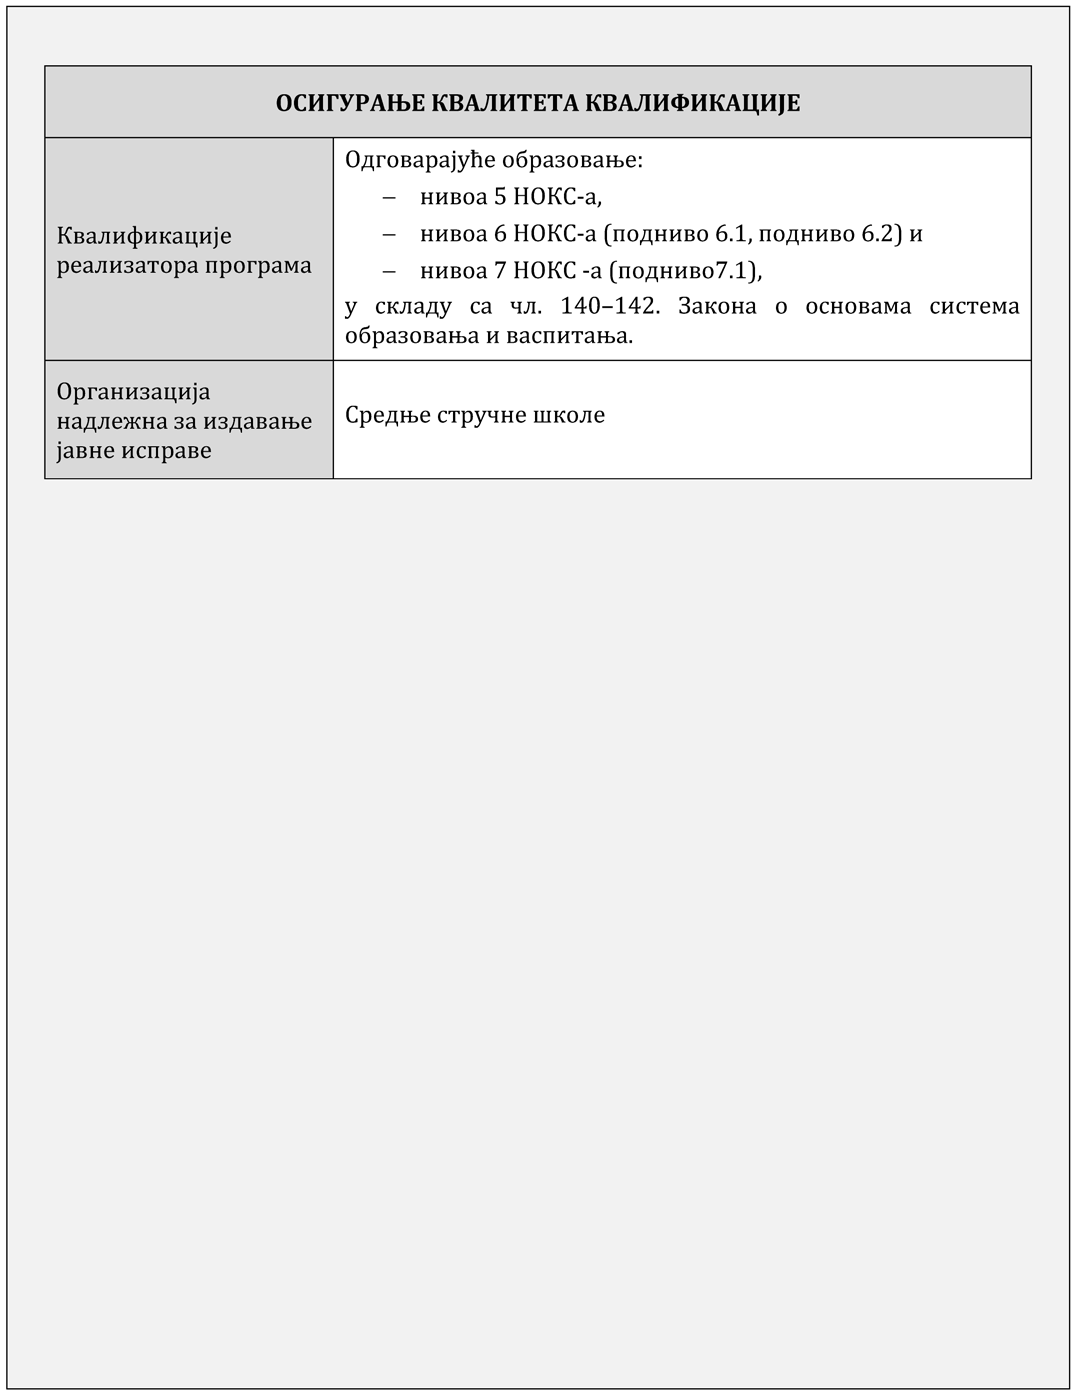 ОСИГУРАЊЕ КВАЛИТЕТА КВАЛИФИКАЦИЈЕ
Квалификације
реализатора програма
Одговарајуће образовање:
– нивоа 5 НОКС-а,
– нивоа 6 НОКС-а (подниво 6.1, подниво 6.2) и
– нивоа 7 НОКС -а (подниво7.1),
у складу са чл. 140–142. Закона о основама система
образовања и васпитања.
Организација
надлежна за издавање
јавне исправе
Средње стручне школе